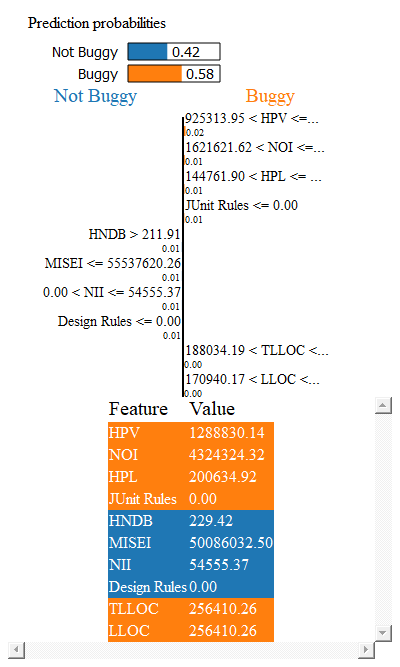 Prediction probabilities
Not Buggy 0.42
Buggy 0.58
Not Buggy Buggy
925313.95 < HPV <=...
0.02
1621621.62 < NOI <=...
0.01
144761.90 < HPL <= ...
0.01
JUnit Rules <= 0.00
0.01
HNDB > 211.91
0.01
MISEI <= 55537620.26
0.01
0.00 < NII <= 54555.37
0.01
Design Rules <= 0.00
0.01
188034.19 < TLLOC <...
0.00
170940.17 < LLOC <...
0.00
Feature Value
HPV 1288830.14
NOI 4324324.32
HPL 200634.92
JUnit Rules 0.00
HNDB 229.42
MISEI 50086032.50
NII 54555.37
Design Rules 0.00
TLLOC 256410.26
LLOC 256410.26